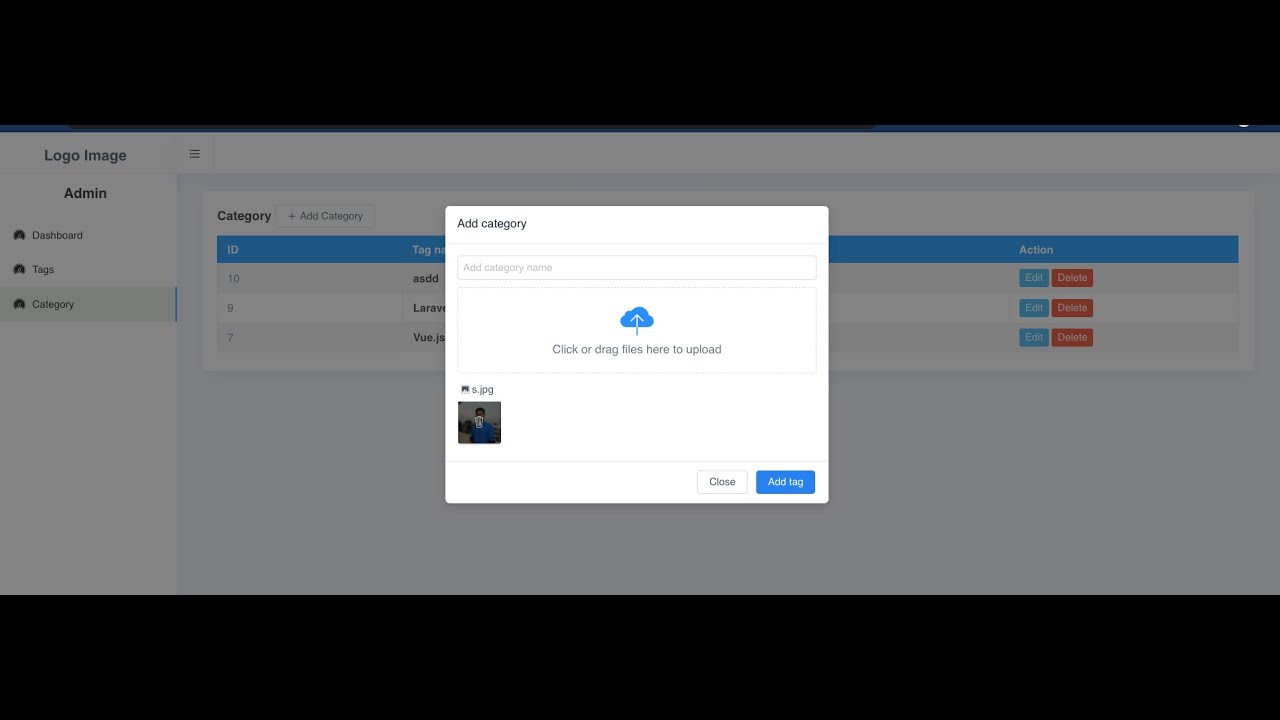 Logo Image
Admin
Dashboard
Tags
Category
Category + Add Category
ID Tag na Action
10 asdd Edit Delete
9 Larave Edit Delete
7 Vue.js Edit Delete
Add category
Add category name
Click or drag files here to upload
s.jpg
Close Add tag